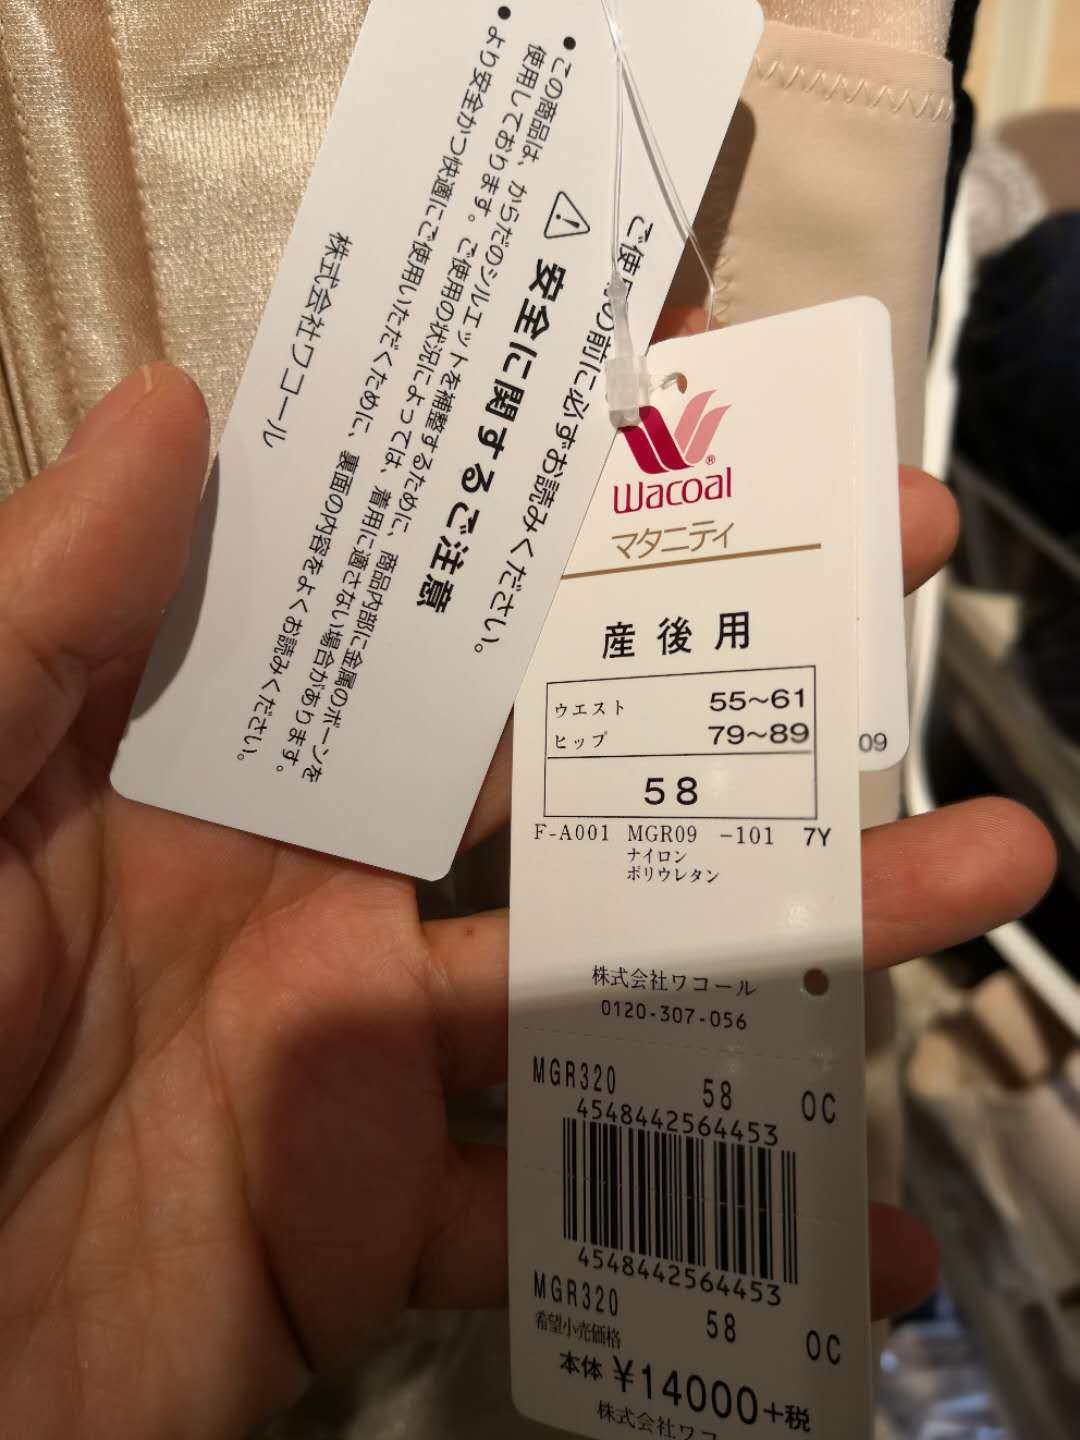 ご使用の前に必ずお読みください。
安全に関するご注意
●この商品は、からだのシルエットを補整するために、商品内部に金属のボーンを
使用しております。ご使用の状況によっては、着用に適さない場合があります。
●より安全かつ快適にご使用いただくために、裏面の内容をよくお読みください。
株式会社ワコール
Wacoal®
マタニティ
産後用
ウエスト 55～61
ヒップ 79～89
58
F-A001 MGR09 -101 7Y
ナイロン
ポリウレタン
株式会社ワコール
0120-307-056
MGR320 58 OC
4548442564453
4548442564453
MGR320 58 OC
希望小売価格
本体 ¥14000+税
株式会社ワコ
09